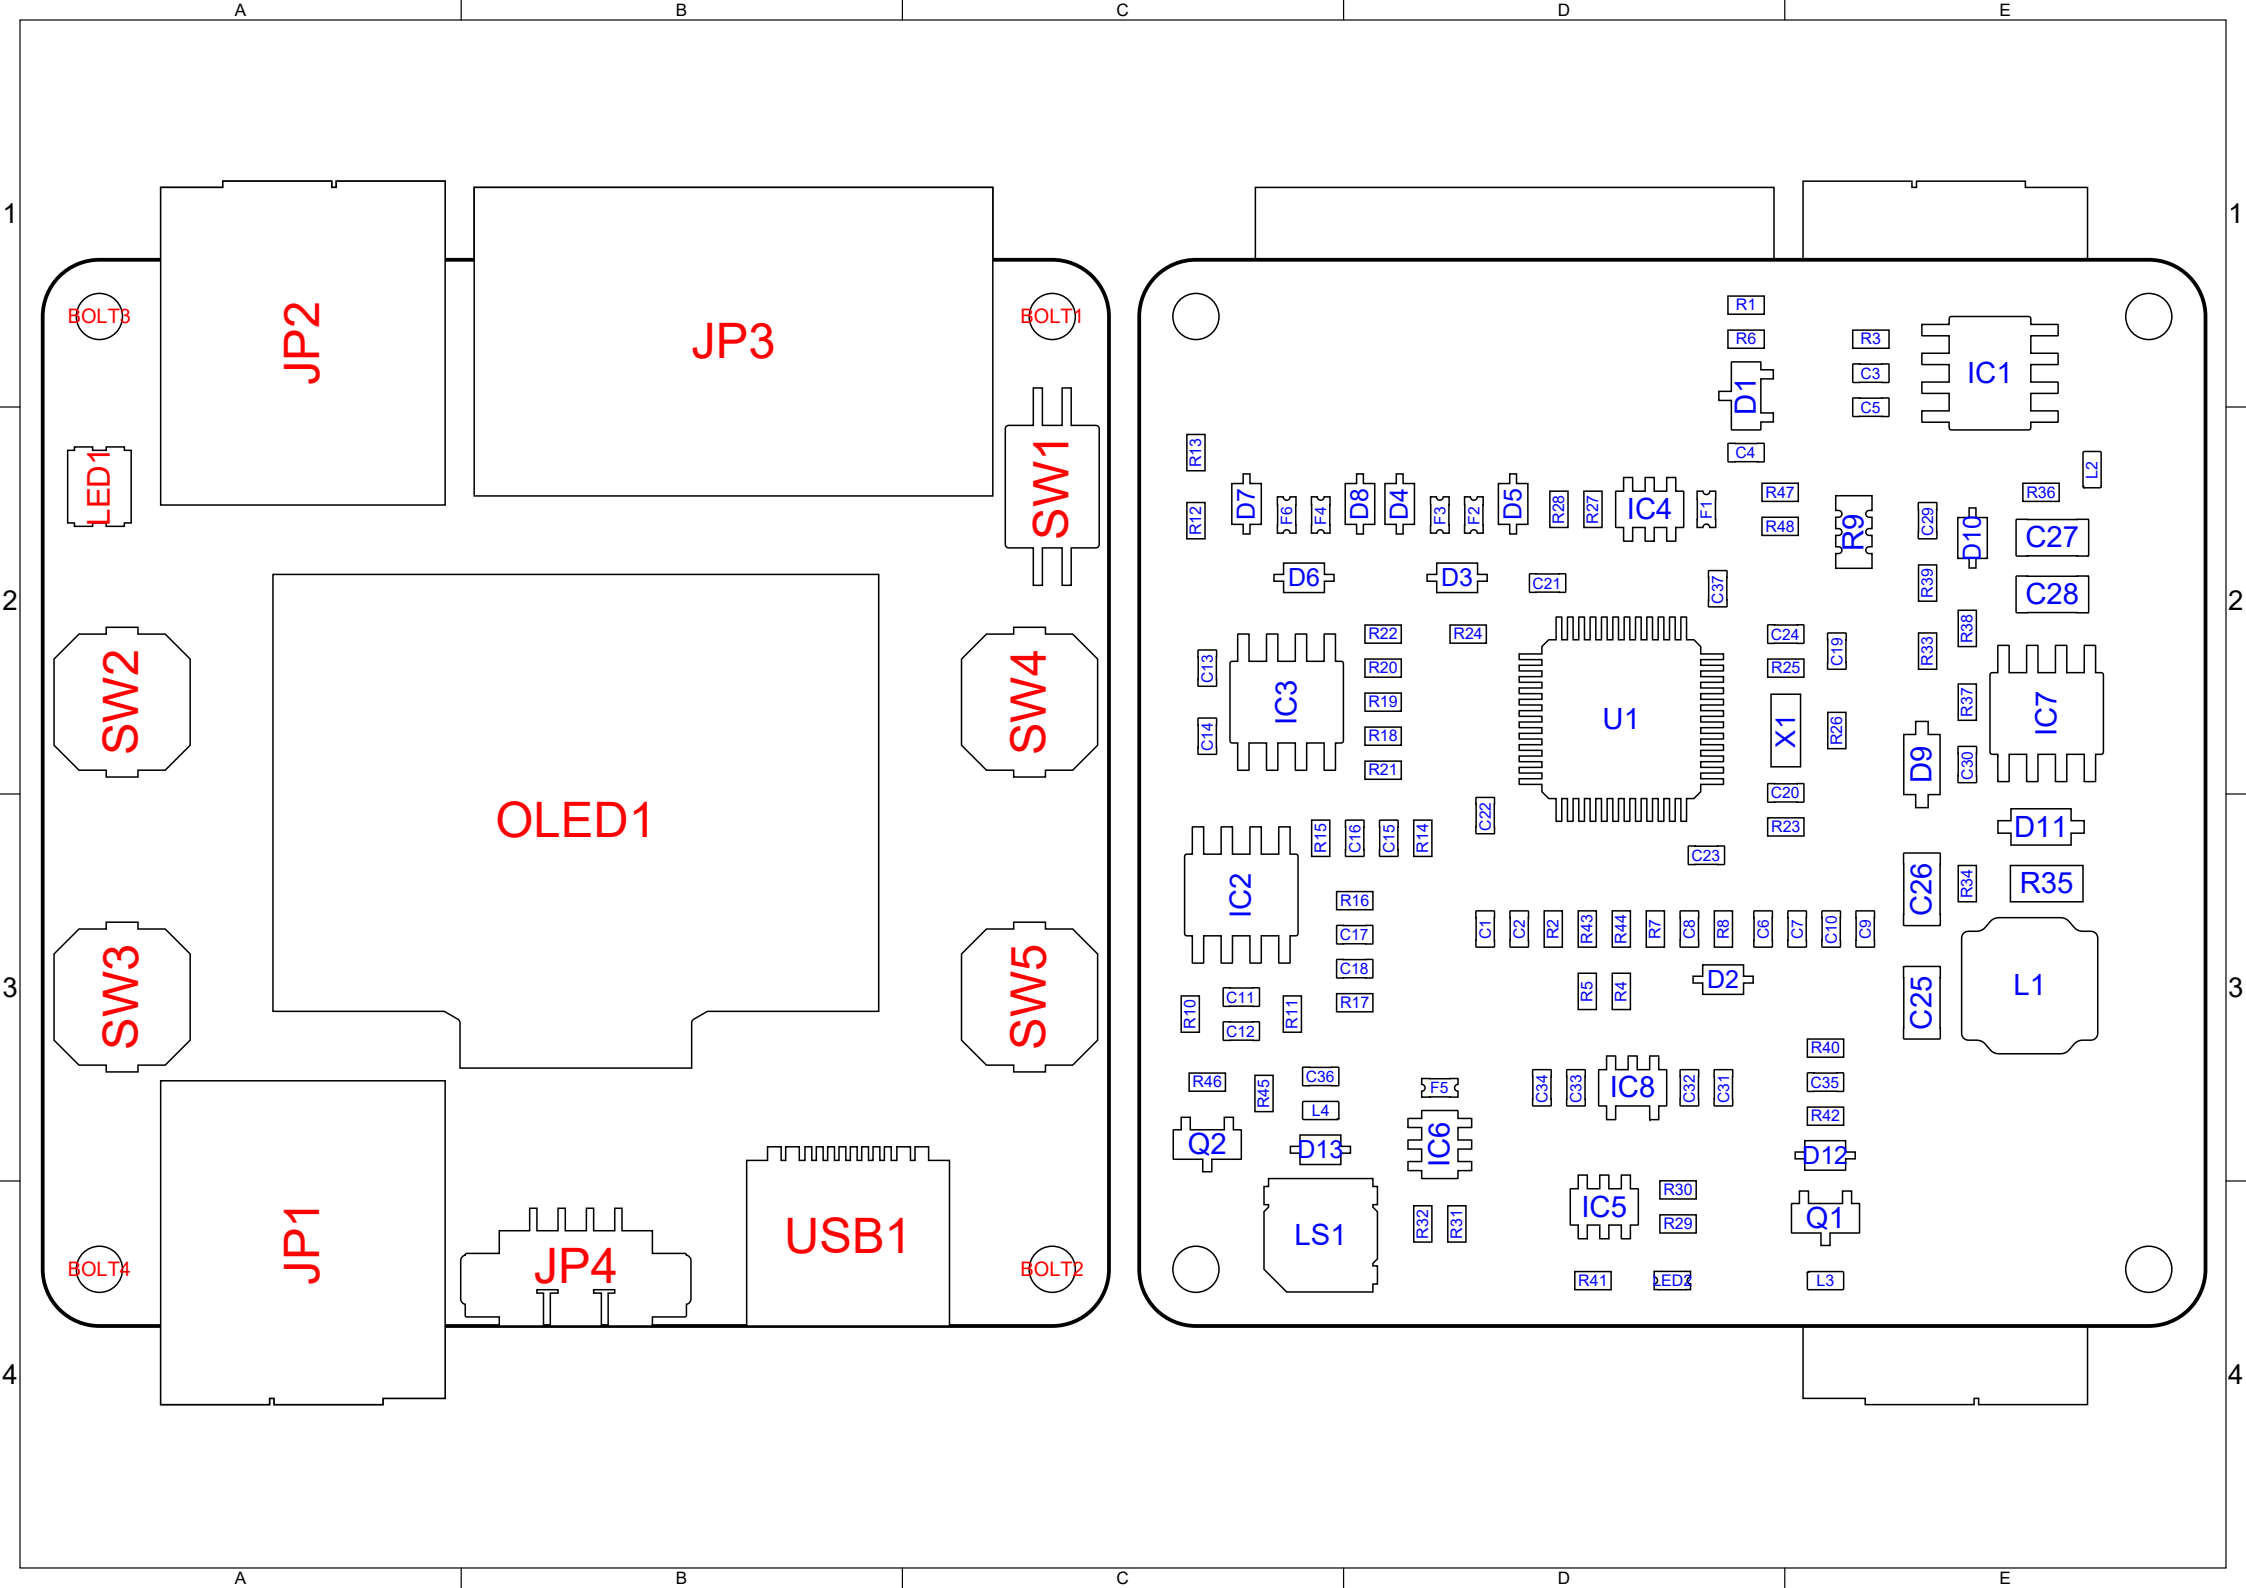 A B C D E
1 1
BOLT3 JP2 JP3 BOLT1
R1
R6 R3 IC1
D1 C3
C5
LED1 SW1 R13 C4 L2
D7 F6 F4 D8 D4 F3 F2 D5 R28 R27 IC4 F1 R47 R36
R12 R48 R9 C29 D10 C27
D6 D3 C21 C37 R39 C28
2 2
SW2 SW4 C13 IC3 R22 R24 U1 C24 C19 R33 R38 IC7
R20 R25
R19 R37
C14 R18 X1 R26
R21 D9 C30
OLED1 C22 C20
R15 C16 C15 R14 R23 D11
C23
IC2 R16 C26 R34 R35
C17 C1 C2 R2 R43 R44 R7 C8 R8 C6 C7 C10 C9
C18 D2
3 3
SW3 SW5 R10 C11 R11 R17 R5 R4 C25 L1
C12
R40
R46 R45 C36 F5 C34 C33 IC8 C32 C31 C35
L4 R42
Q2 D13 IC6 D12
R30
JP1 JP4 USB1 LS1 R32 R31 IC5 R29 Q1
BOLT4 BOLT2 R41 LED2 L3
4 4
A B C D E